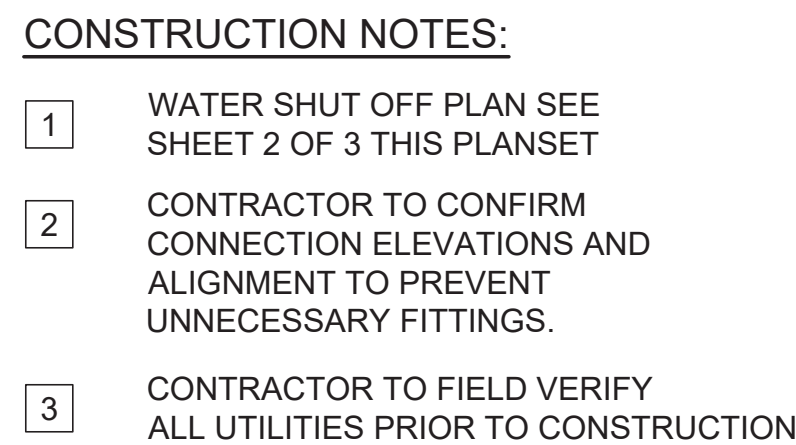 CONSTRUCTION NOTES:
1 WATER SHUT OFF PLAN SEE
SHEET 2 OF 3 THIS PLANSET
2 CONTRACTOR TO CONFIRM
CONNECTION ELEVATIONS AND
ALIGNMENT TO PREVENT
UNNECESSARY FITTINGS.
3 CONTRACTOR TO FIELD VERIFY
ALL UTILITIES PRIOR TO CONSTRUCTION